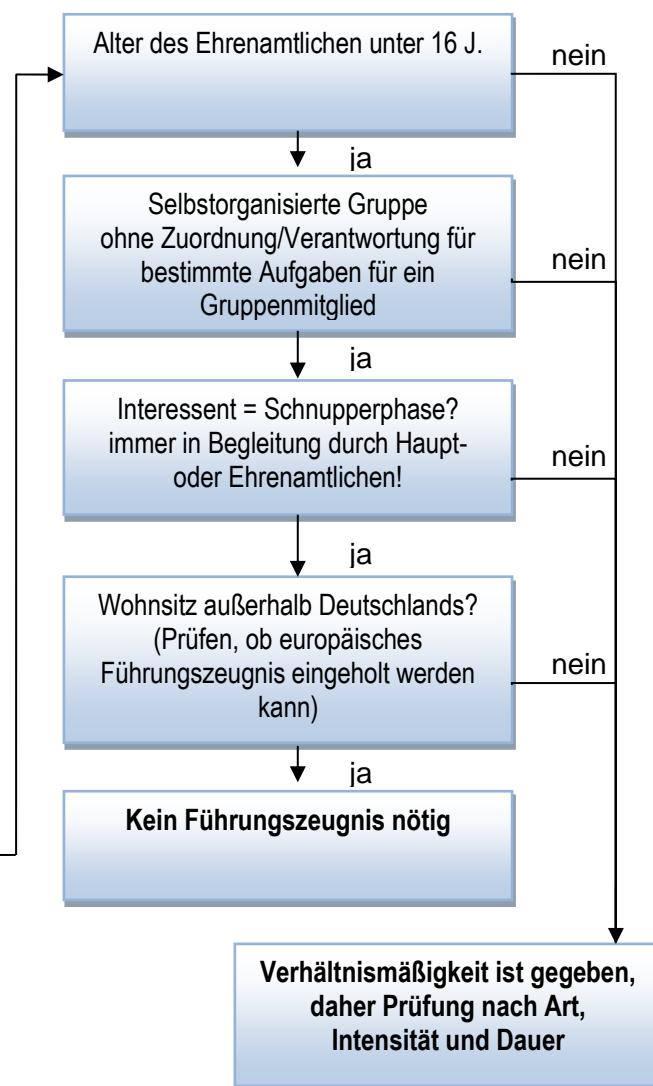 Alter des Ehrenamtlichen unter 16 J.
nein
ja
Selbstorganisierte Gruppe
ohne Zuordnung/Verantwortung für
bestimmte Aufgaben für ein
Gruppenmitglied
nein
ja
Interessent = Schnupperphase?
immer in Begleitung durch Haupt-
oder Ehrenamtlichen!
nein
ja
Wohnsitz außerhalb Deutschlands?
(Prüfen, ob europäisches
Führungszeugnis eingeholt werden
kann)
nein
ja
Kein Führungszeugnis nötig
Verhältnismäßigkeit ist gegeben,
daher Prüfung nach Art,
Intensität und Dauer